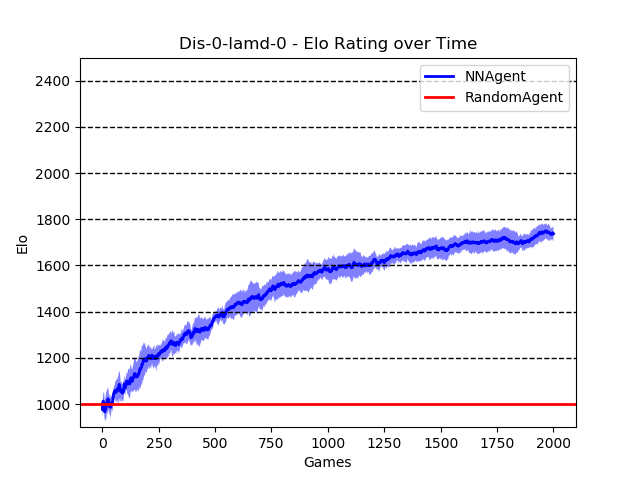 Dis-0-lamd-0 - Elo Rating over Time
NNAgent
RandomAgent
2400
2200
2000
1800
1600
1400
1200
1000
Elo
0 250 500 750 1000 1250 1500 1750 2000
Games